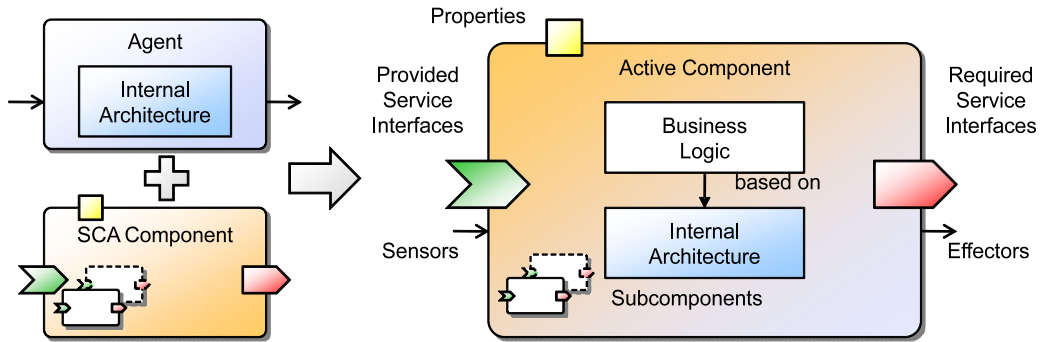 Agent
Internal
Architecture
SCA Component
Properties
Provided
Service
Interfaces
Sensors
Active Component
Business
Logic
based on
Internal
Architecture
Subcomponents
Required
Service
Interfaces
Effectors